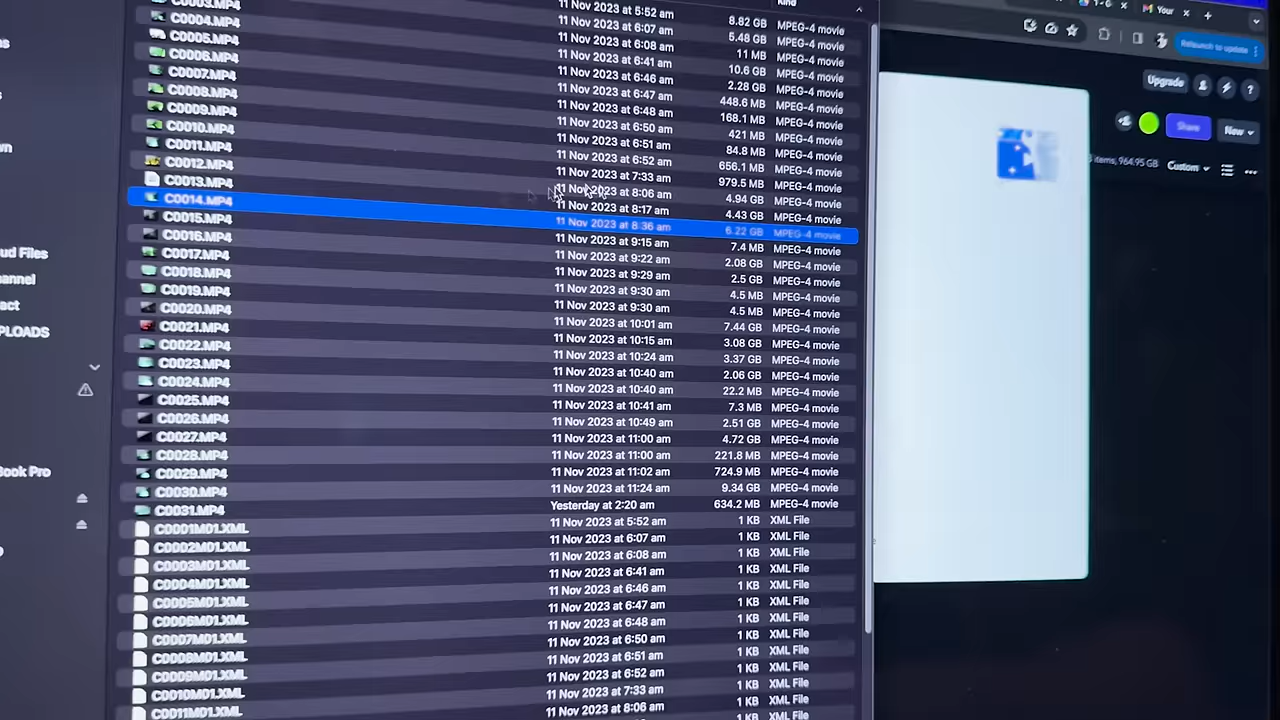 Kind
11 Nov 2023 at 5:52 am 8.82 GB MPEG-4 movie
11 Nov 2023 at 6:07 am 5.48 GB MPEG-4 movie
C0003.MP4 11 Nov 2023 at 6:08 am 11 MB MPEG-4 movie
C0004.MP4 11 Nov 2023 at 6:41 am 10.6 GB MPEG-4 movie
C0005.MP4 11 Nov 2023 at 6:46 am 2.28 GB MPEG-4 movie
C0006.MP4 11 Nov 2023 at 6:47 am 448.6 MB MPEG-4 movie
C0007.MP4 11 Nov 2023 at 6:48 am 168.1 MB MPEG-4 movie
C0008.MP4 11 Nov 2023 at 6:50 am 421 MB MPEG-4 movie
C0009.MP4 11 Nov 2023 at 6:51 am 84.8 MB MPEG-4 movie
C0010.MP4 11 Nov 2023 at 6:52 am 656.1 MB MPEG-4 movie
C0011.MP4 11 Nov 2023 at 7:33 am 979.5 MB MPEG-4 movie
C0012.MP4 11 Nov 2023 at 8:06 am 4.94 GB MPEG-4 movie
C0013.MP4 11 Nov 2023 at 8:17 am 4.43 GB MPEG-4 movie
C0014.MP4 11 Nov 2023 at 8:36 am 6.22 GB MPEG-4 movie
C0015.MP4 11 Nov 2023 at 9:15 am 7.4 MB MPEG-4 movie
C0016.MP4 11 Nov 2023 at 9:22 am 2.08 GB MPEG-4 movie
C0017.MP4 11 Nov 2023 at 9:29 am 2.5 GB MPEG-4 movie
C0018.MP4 11 Nov 2023 at 9:30 am 4.5 MB MPEG-4 movie
C0019.MP4 11 Nov 2023 at 9:30 am 4.5 MB MPEG-4 movie
C0020.MP4 11 Nov 2023 at 10:01 am 7.44 GB MPEG-4 movie
C0021.MP4 11 Nov 2023 at 10:15 am 3.08 GB MPEG-4 movie
C0022.MP4 11 Nov 2023 at 10:24 am 3.37 GB MPEG-4 movie
C0023.MP4 11 Nov 2023 at 10:40 am 2.06 GB MPEG-4 movie
C0024.MP4 11 Nov 2023 at 10:40 am 22.2 MB MPEG-4 movie
C0025.MP4 11 Nov 2023 at 10:41 am 7.3 MB MPEG-4 movie
C0026.MP4 11 Nov 2023 at 10:49 am 2.51 GB MPEG-4 movie
C0027.MP4 11 Nov 2023 at 11:00 am 4.72 GB MPEG-4 movie
C0028.MP4 11 Nov 2023 at 11:00 am 221.8 MB MPEG-4 movie
C0029.MP4 11 Nov 2023 at 11:02 am 724.9 MB MPEG-4 movie
C0030.MP4 11 Nov 2023 at 11:24 am 9.34 GB MPEG-4 movie
C0031.MP4 Yesterday at 2:20 am 634.2 MB MPEG-4 movie
C0001M01.XML 11 Nov 2023 at 5:52 am 1 KB XML File
C0002M01.XML 11 Nov 2023 at 6:07 am 1 KB XML File
C0003M01.XML 11 Nov 2023 at 6:08 am 1 KB XML File
C0004M01.XML 11 Nov 2023 at 6:41 am 1 KB XML File
C0005M01.XML 11 Nov 2023 at 6:46 am 1 KB XML File
C0006M01.XML 11 Nov 2023 at 6:47 am 1 KB XML File
C0007M01.XML 11 Nov 2023 at 6:48 am 1 KB XML File
C0008M01.XML 11 Nov 2023 at 6:50 am 1 KB XML File
C0009M01.XML 11 Nov 2023 at 6:51 am 1 KB XML File
C0010M01.XML 11 Nov 2023 at 6:52 am 1 KB XML File
C0011M01.XML 11 Nov 2023 at 7:33 am 1 KB XML File
11 Nov 2023 at 8:06 am 1 KB XML File
ud Files
annel
act
PLOADS
Book Pro
Your
Relaunch to update
Upgrade
Share
New
items, 964.95 GB
Custom